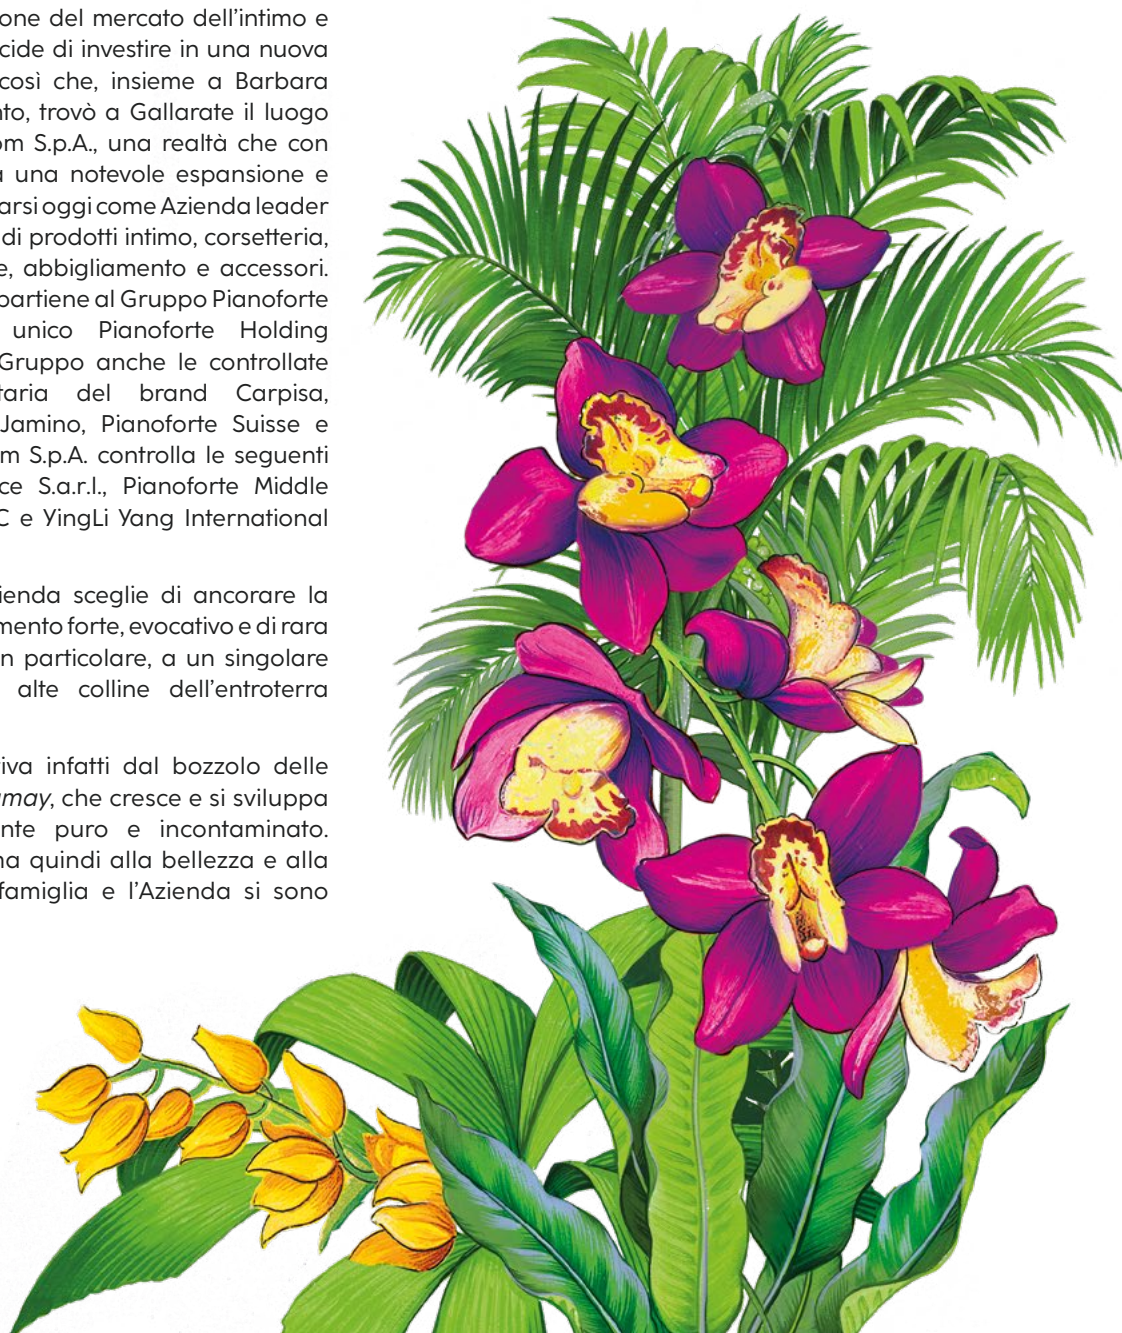 one del mercato dell'intimo e
cide di investire in una nuova
così che, insieme a Barbara
nto, trovò a Gallarate il luogo
om S.p.A., una realtà che con
a una notevole espansione e
arsi oggi come Azienda leader
di prodotti intimo, corsetteria,
e, abbigliamento e accessori.
partiene al Gruppo Pianoforte
unico Pianoforte Holding
Gruppo anche le controllate
taria del brand Carpisa,
Jamino, Pianoforte Suisse e
m S.p.A. controlla le seguenti
ce S.a.r.l., Pianoforte Middle
C e YingLi Yang International
ienda sceglie di ancorare la
mento forte, evocativo e di rara
n particolare, a un singolare
alte colline dell'entroterra
iva infatti dal bozzolo delle
amay, che cresce e si sviluppa
nte puro e incontaminato.
na quindi alla bellezza e alla
famiglia e l'Azienda si sono